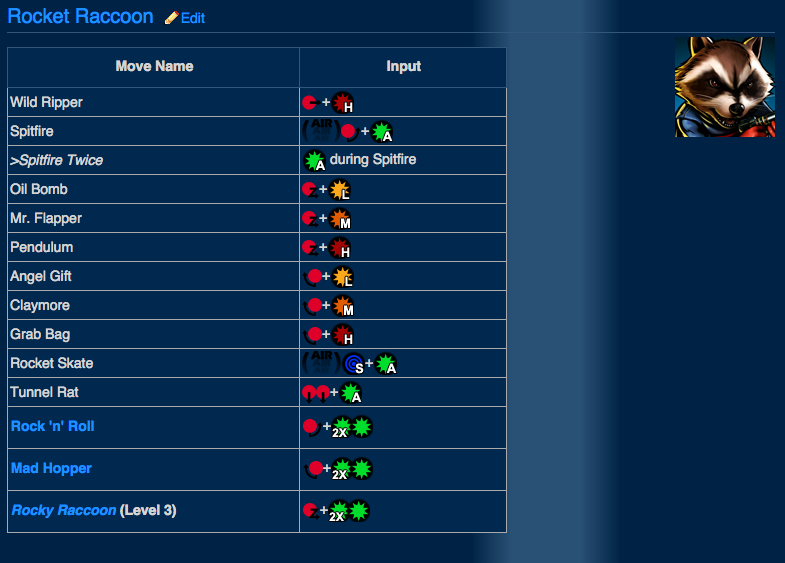 Rocket Raccoon Edit
Move Name Input
Wild Ripper + H
Spitfire (AIR) + A
>Spitfire Twice A during Spitfire
Oil Bomb + L
Mr. Flapper + M
Pendulum + H
Angel Gift + L
Claymore + M
Grab Bag + H
Rocket Skate (AIR) S + A
Tunnel Rat + A
Rock 'n' Roll + 2X
Mad Hopper + 2X
Rocky Raccoon (Level 3) + 2X